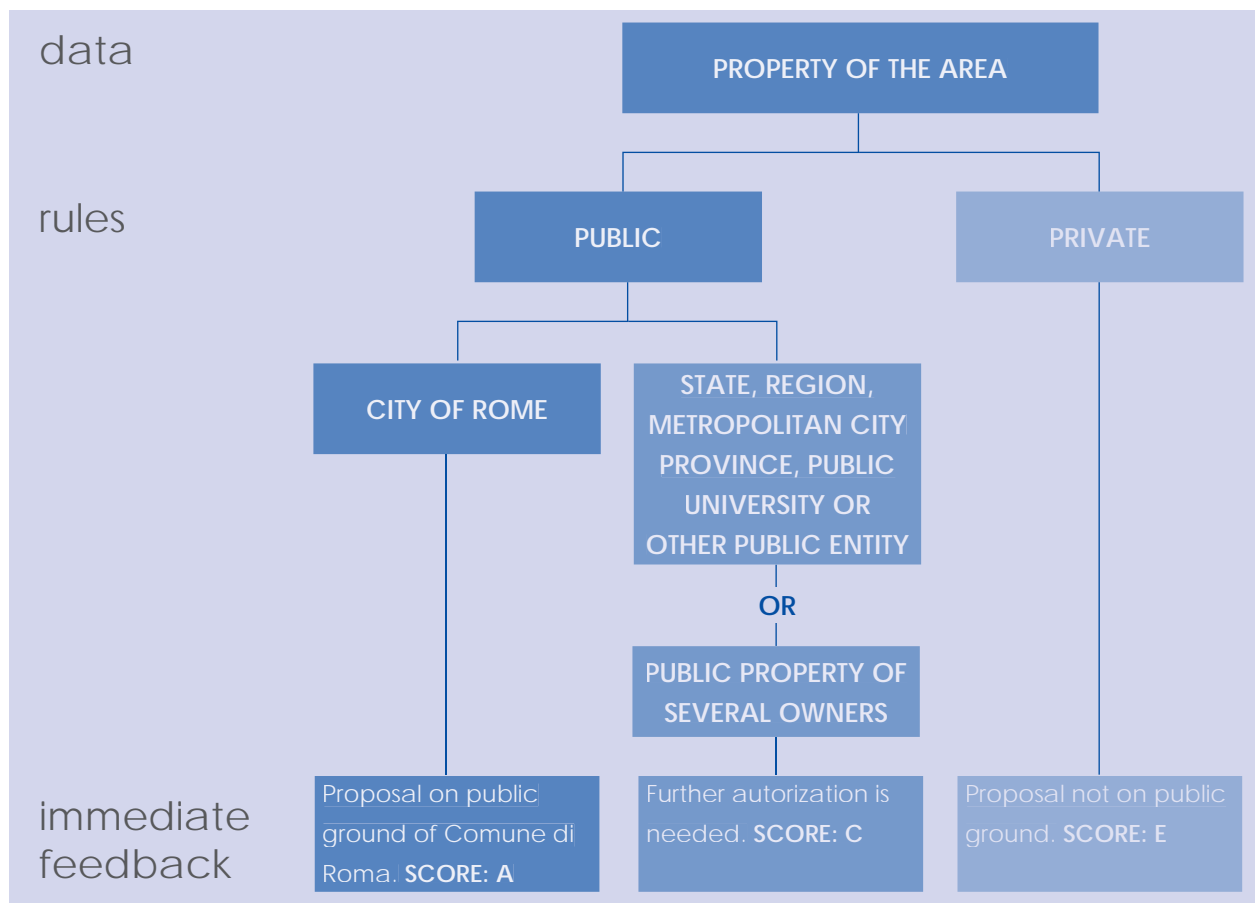 data
PROPERTY OF THE AREA
rules
PUBLIC
PRIVATE
CITY OF ROME
STATE, REGION,
METROPOLITAN CITY
PROVINCE, PUBLIC
UNIVERSITY OR
OTHER PUBLIC ENTITY
OR
PUBLIC PROPERTY OF
SEVERAL OWNERS
immediate
feedback
Proposal on public
ground of Comune di
Roma. SCORE: A
Further autorization is
needed. SCORE: C
Proposal not on public
ground. SCORE: E